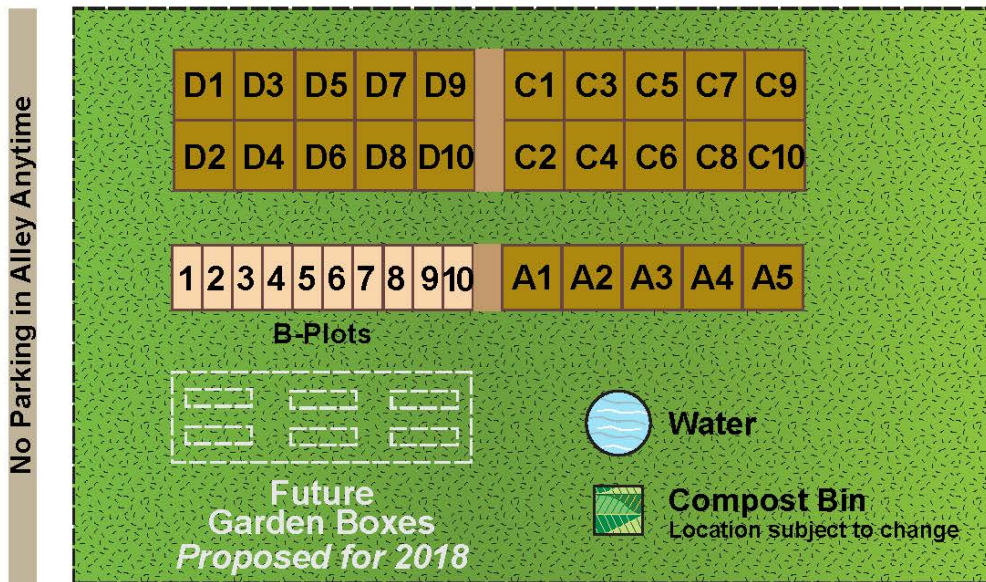 No Parking in Alley Anytime
D1 D3 D5 D7 D9 C1 C3 C5 C7 C9
D2 D4 D6 D8 D10 C2 C4 C6 C8 C10
1 2 3 4 5 6 7 8 9 10 A1 A2 A3 A4 A5
B-Plots
Water
Future
Garden Boxes
Proposed for 2018
Compost Bin
Location subject to change